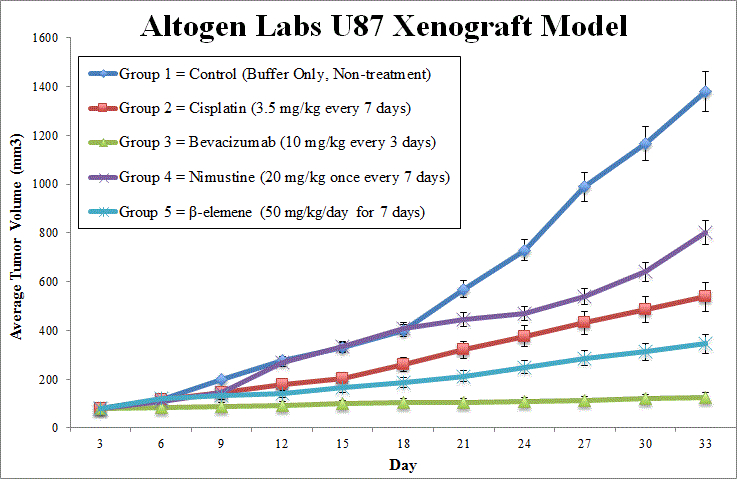 Altogen Labs U87 Xenograft Model
1600
1400
1200
1000
800
600
400
200
0
Average Tumor Volume (mm3)
Group 1 = Control (Buffer Only, Non-treatment)
Group 2 = Cisplatin (3.5 mg/kg every 7 days)
Group 3 = Bevacizumab (10 mg/kg every 3 days)
Group 4 = Nimustine (20 mg/kg once every 7 days)
Group 5 = β-elemene (50 mg/kg/day for 7 days)
3 6 9 12 15 18 21 24 27 30 33
Day